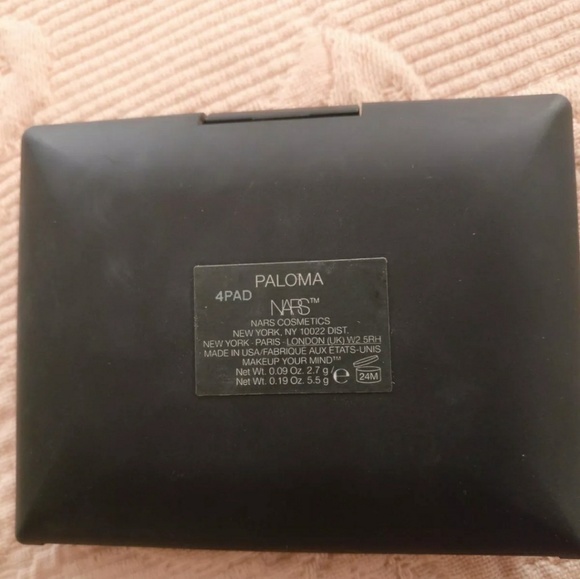 PALOMA
4PAD
NARS™
NARS COSMETICS
NEW YORK, NY 10022 DIST.
NEW YORK · PARIS · LONDON (UK) W2 5RH
MADE IN USA/FABRIQUE AUX ETATS-UNIS
MAKEUP YOUR MIND™
Net Wt. 0.09 Oz. 2.7 g/
Net Wt. 0.19 Oz. 5.5 g
e
24M